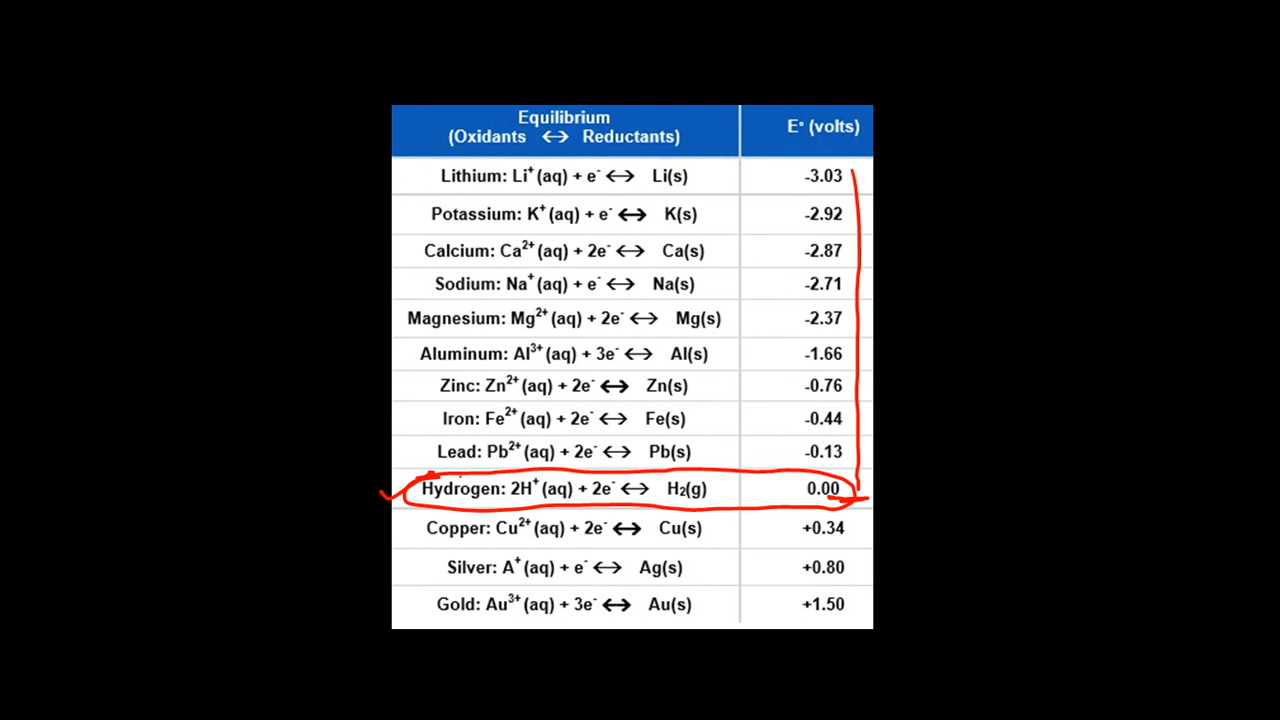 Equilibrium
(Oxidants ↔ Reductants)
E° (volts)
Lithium: Li⁺(aq) + e⁻ ↔ Li(s) -3.03
Potassium: K⁺(aq) + e⁻ ↔ K(s) -2.92
Calcium: Ca²⁺(aq) + 2e⁻ ↔ Ca(s) -2.87
Sodium: Na⁺(aq) + e⁻ ↔ Na(s) -2.71
Magnesium: Mg²⁺(aq) + 2e⁻ ↔ Mg(s) -2.37
Aluminum: Al³⁺(aq) + 3e⁻ ↔ Al(s) -1.66
Zinc: Zn²⁺(aq) + 2e⁻ ↔ Zn(s) -0.76
Iron: Fe²⁺(aq) + 2e⁻ ↔ Fe(s) -0.44
Lead: Pb²⁺(aq) + 2e⁻ ↔ Pb(s) -0.13
Hydrogen: 2H⁺(aq) + 2e⁻ ↔ H₂(g) 0.00
Copper: Cu²⁺(aq) + 2e⁻ ↔ Cu(s) +0.34
Silver: A⁺(aq) + e⁻ ↔ Ag(s) +0.80
Gold: Au³⁺(aq) + 3e⁻ ↔ Au(s) +1.50